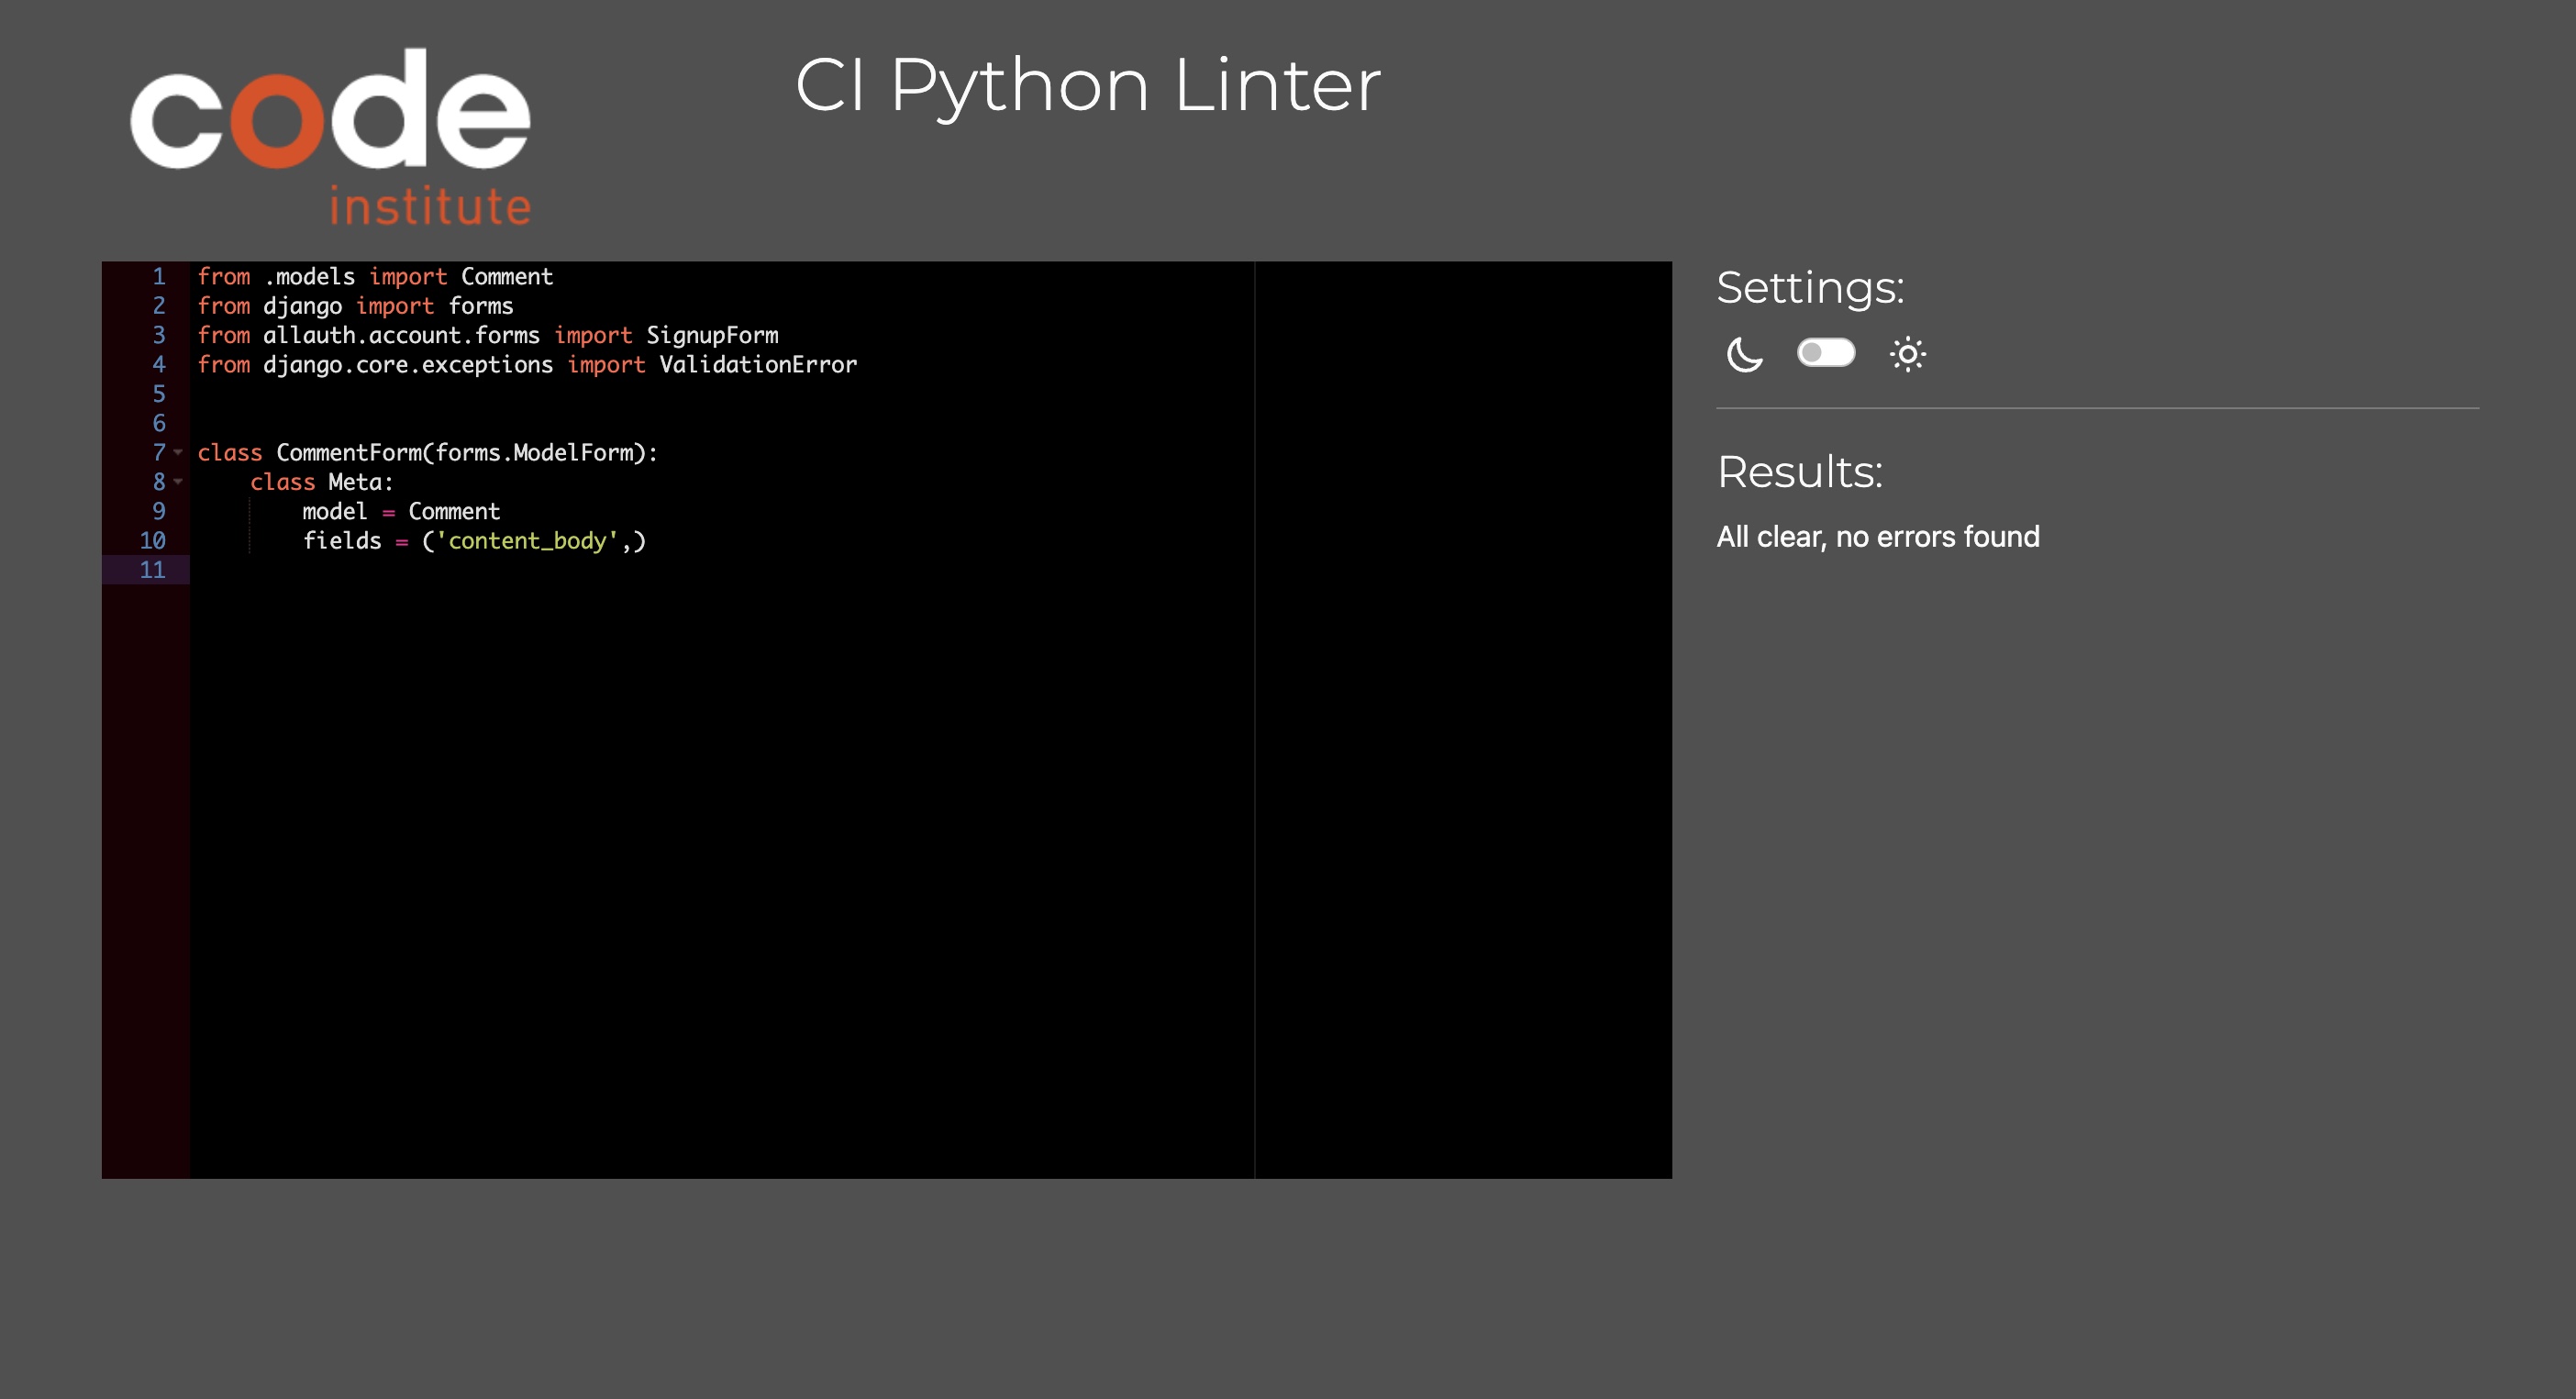 code
institute
CI Python Linter
1 from .models import Comment
2 from django import forms
3 from allauth.account.forms import SignupForm
4 from django.core.exceptions import ValidationError
5
6
7 class CommentForm(forms.ModelForm):
8     class Meta:
9         model = Comment
10         fields = ('content_body',)
11
Settings:
Results:
All clear, no errors found